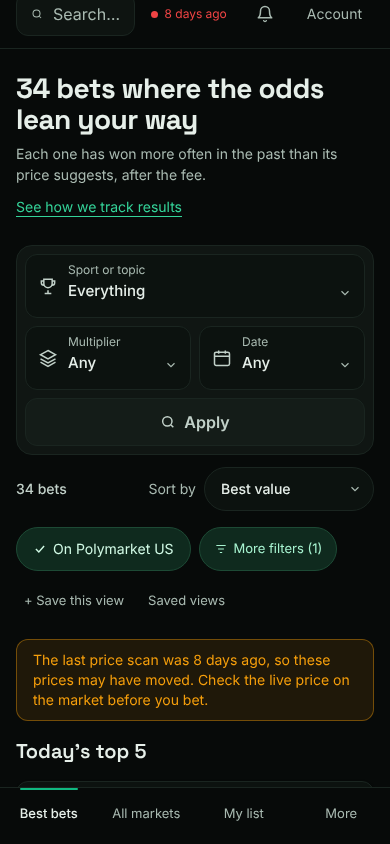 Search...
8 days ago
Account
34 bets where the odds
lean your way
Each one has won more often in the past than its
price suggests, after the fee.
See how we track results
Sport or topic
Everything
Multiplier
Any
Date
Any
Apply
34 bets
Sort by
Best value
On Polymarket US
More filters (1)
+ Save this view
Saved views
The last price scan was 8 days ago, so these
prices may have moved. Check the live price on
the market before you bet.
Today's top 5
Best bets
All markets
My list
More